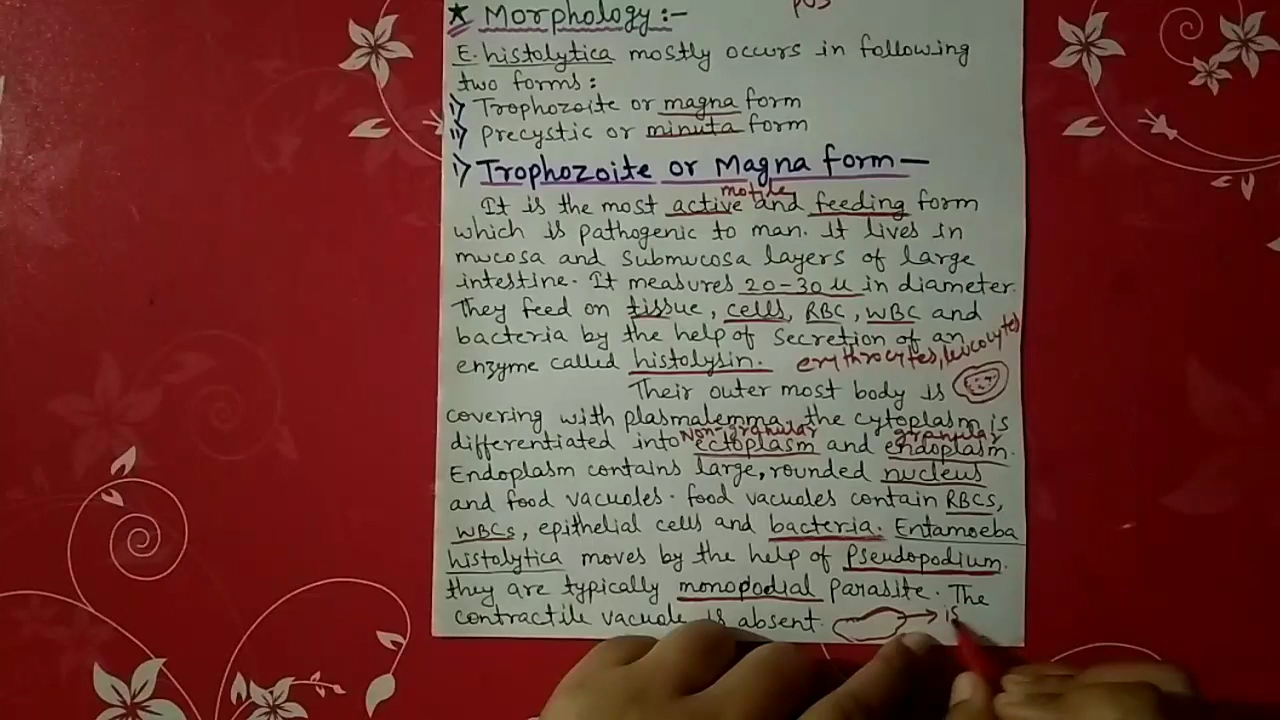 ★ Morphology:-
E. histolytica mostly occurs in following
two forms:
i) Trophozoite or magna form
ii) Precystic or minuta form
i) Trophozoite or Magna form—
motile
It is the most active and feeding form
which is pathogenic to man. it lives in
mucosa and submucosa layers of large
intestine. It measures 20-30 µ in diameter.
They feed on tissue, cells, RBC, WBC and
bacteria by the help of secretion of an
enzyme called histolysin. erythrocytes, leucocytes
Their outer most body is
covering with plasmalemma, the cytoplasm is
Non-granular granular
differentiated into ectoplasm and endoplasm.
Endoplasm contains large, rounded nucleus
and food vacuoles. food vacuoles contain RBCs,
WBCs, epithelial cells and bacteria. Entamoeba
histolytica moves by the help of Pseudopodium.
they are typically monopodial parasite. The
contractile vacuole is absent. → is